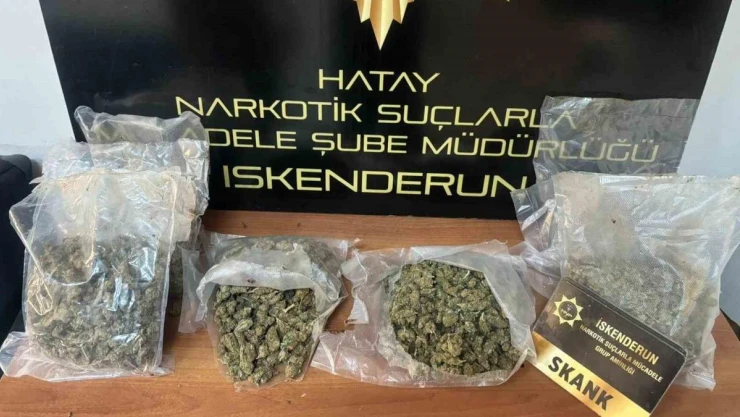 HATAY
NARKOTİK SUÇLARLA
ADELE ŞUBE MÜDÜRLÜĞÜ
ISKENDERUN
ISKENDERUN
NARKOTİK SUÇLARLA MÜCADELE
GRUP AMİRLİĞİ
SKANK